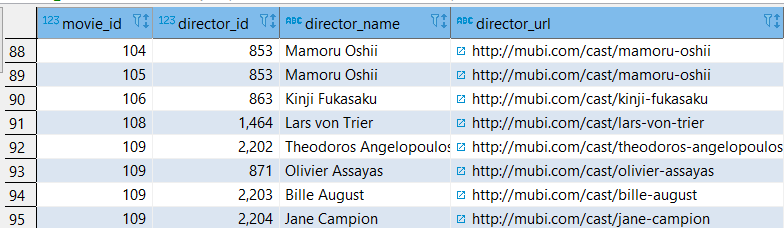 123 movie_id 123 director_id ABC director_name ABC director_url
88 104 853 Mamoru Oshii http://mubi.com/cast/mamoru-oshii
89 105 853 Mamoru Oshii http://mubi.com/cast/mamoru-oshii
90 106 863 Kinji Fukasaku http://mubi.com/cast/kinji-fukasaku
91 108 1,464 Lars von Trier http://mubi.com/cast/lars-von-trier
92 109 2,202 Theodoros Angelopoulos http://mubi.com/cast/theodoros-angelopoulos
93 109 871 Olivier Assayas http://mubi.com/cast/olivier-assayas
94 109 2,203 Bille August http://mubi.com/cast/bille-august
95 109 2,204 Jane Campion http://mubi.com/cast/jane-campion